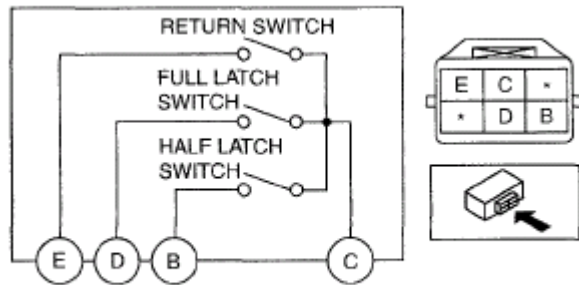 RETURN SWITCH
FULL LATCH
SWITCH
HALF LATCH
SWITCH
E D B C
E C *
* D B